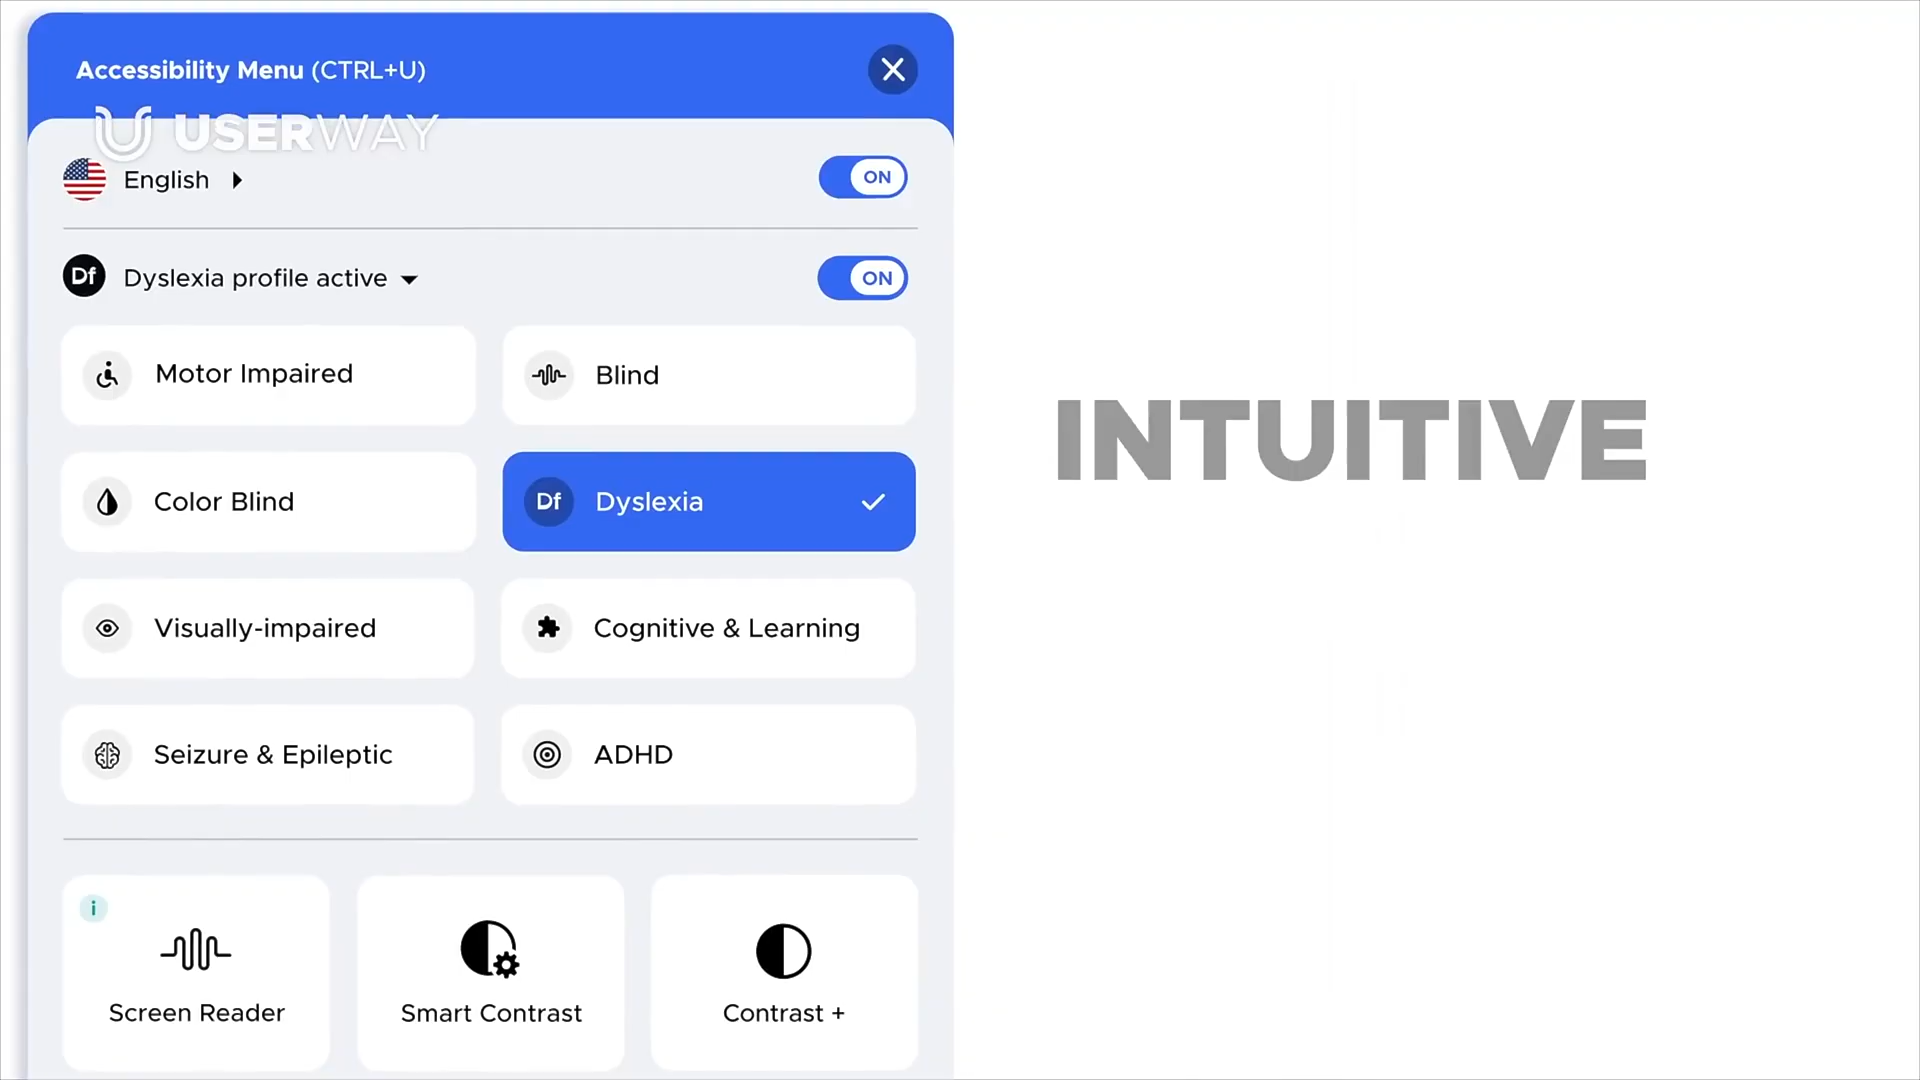 Accessibility Menu (CTRL+U)
USERWAY
English
ON
Df
Dyslexia profile active
ON
Motor Impaired
Blind
Color Blind
Df
Dyslexia
Visually-impaired
Cognitive & Learning
Seizure & Epileptic
ADHD
i
Screen Reader
Smart Contrast
Contrast +
INTUITIVE